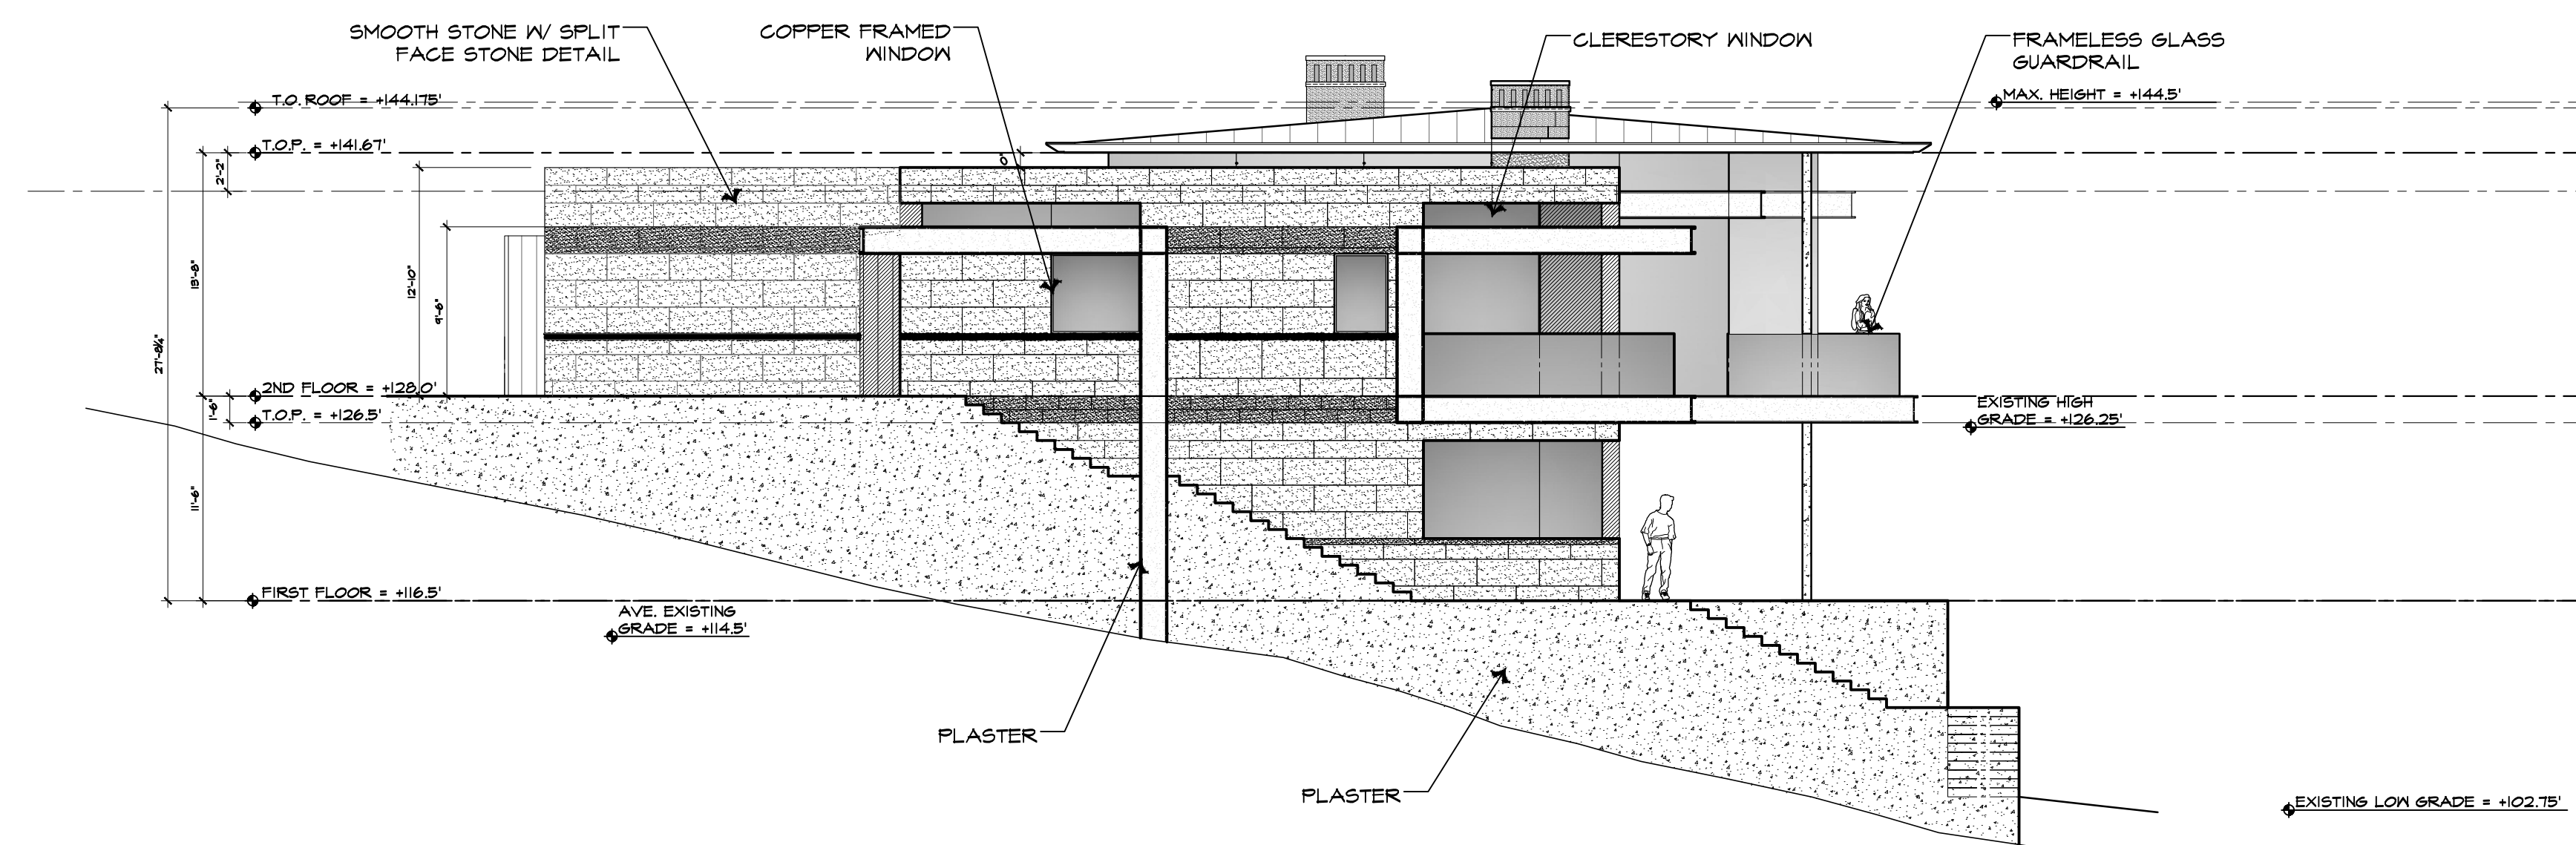 SMOOTH STONE W/ SPLIT
FACE STONE DETAIL
COPPER FRAMED
WINDOW
CLERESTORY WINDOW
FRAMELESS GLASS
GUARDRAIL
T.O. ROOF = +144.175'
MAX. HEIGHT = +144.5'
T.O.P. = +141.67'
2'-2"
13'-8"
12'-10"
9'-6"
27'-8¼"
2ND FLOOR = +128.0'
1'-6"
T.O.P. = +126.5'
EXISTING HIGH
GRADE = +126.25'
11'-6"
FIRST FLOOR = +116.5'
AVE. EXISTING
GRADE = +114.5'
PLASTER
PLASTER
EXISTING LOW GRADE = +102.75'